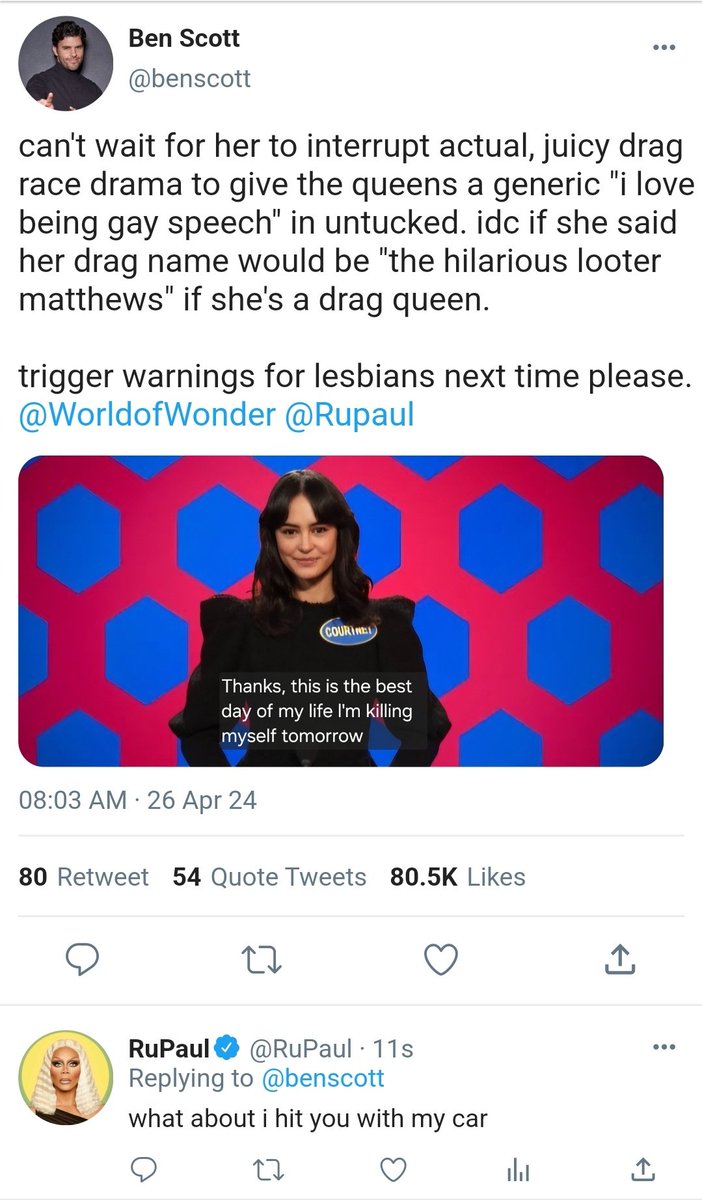 Ben Scott
@benscott
can't wait for her to interrupt actual, juicy drag
race drama to give the queens a generic "i love
being gay speech" in untucked. idc if she said
her drag name would be "the hilarious looter
matthews" if she's a drag queen.
trigger warnings for lesbians next time please.
@WorldofWonder @Rupaul
COURTNEY
Thanks, this is the best
day of my life I'm killing
myself tomorrow
08:03 AM · 26 Apr 24
80 Retweet 54 Quote Tweets 80.5K Likes
RuPaul @RuPaul · 11s
Replying to @benscott
what about i hit you with my car